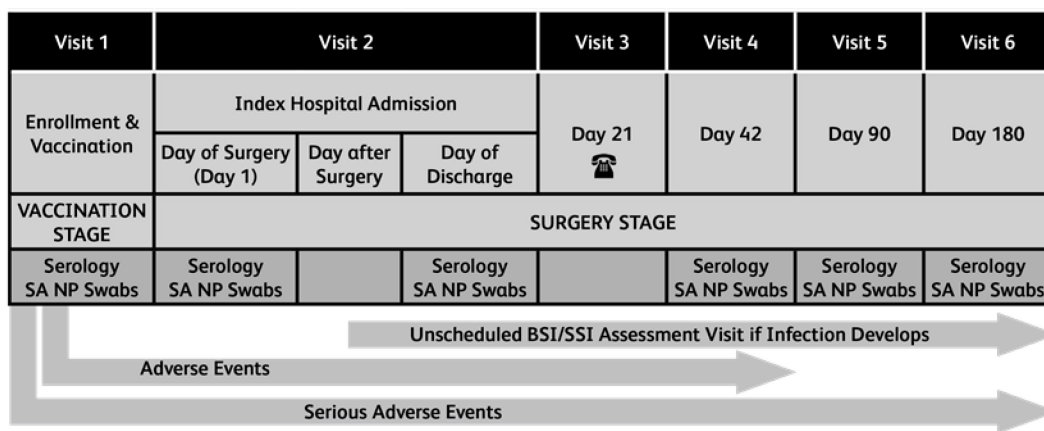 Visit 1
Visit 2
Visit 3
Visit 4
Visit 5
Visit 6
Enrollment &
Vaccination
Index Hospital Admission
Day of Surgery
(Day 1)
Day after
Surgery
Day of
Discharge
Day 21
Day 42
Day 90
Day 180
VACCINATION
STAGE
SURGERY STAGE
Serology
SA NP Swabs
Serology
SA NP Swabs
Serology
SA NP Swabs
Serology
SA NP Swabs
Serology
SA NP Swabs
Serology
SA NP Swabs
Unscheduled BSI/SSI Assessment Visit if Infection Develops
Adverse Events
Serious Adverse Events